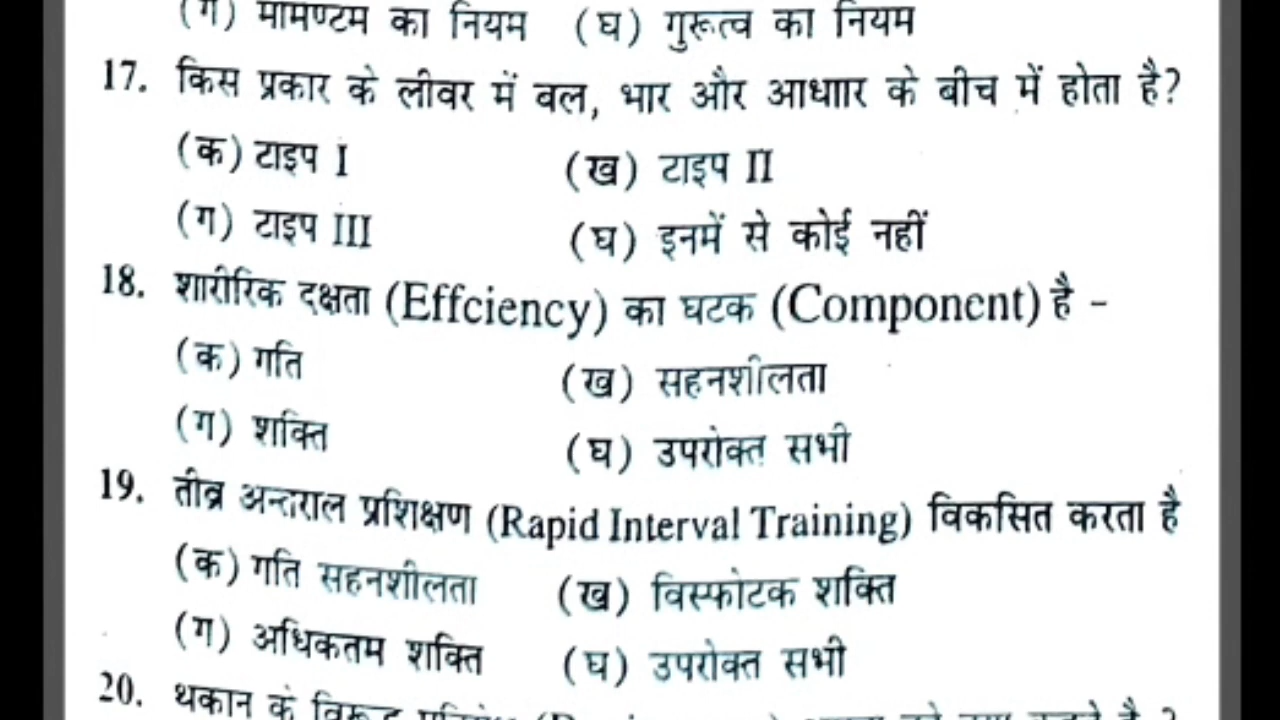 (ग) मोमेण्टम का नियम (घ) गुरूत्व का नियम
17. किस प्रकार के लीवर में वल, भार और आधाार के बीच में होता है?
(क) टाइप I (ख) टाइप II
(ग) टाइप III (घ) इनमें से कोई नहीं
18. शारीरिक दक्षता (Effciency) का घटक (Component) है -
(क) गति (ख) सहनशीलता
(ग) शक्ति (घ) उपरोक्त सभी
19. तीव्र अन्तराल प्रशिक्षण (Rapid Interval Training) विकसित करता है
(क) गति सहनशीलता (ख) विस्फोटक शक्ति
(ग) अधिकतम शक्ति (घ) उपरोक्त सभी
20. थकान के विरूद्ध